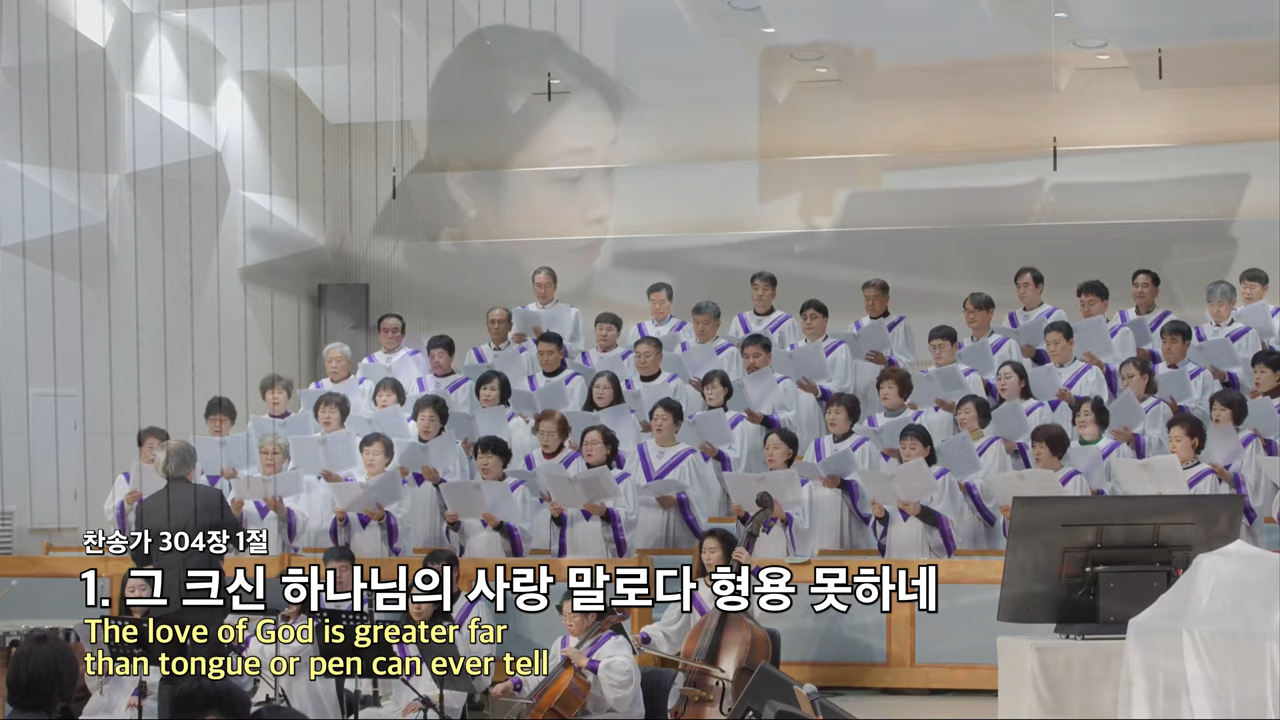 찬송가 304장 1절
1. 그 크신 하나님의 사랑 말로다 형용 못하네
The love of God is greater far
than tongue or pen can ever tell